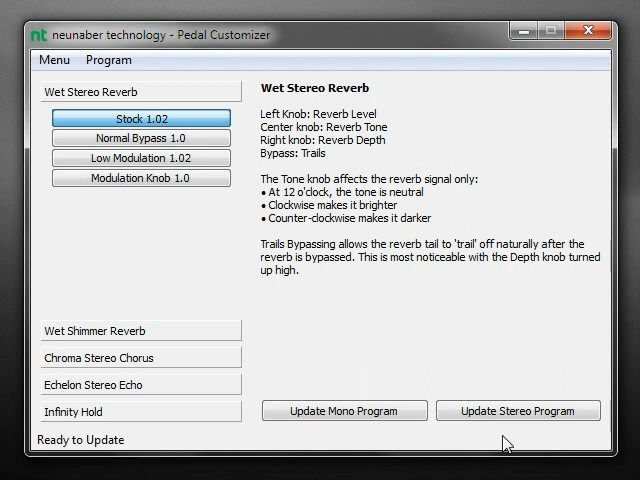 nt neunaber technology - Pedal Customizer
Menu Program
Wet Stereo Reverb
Stock 1.02
Normal Bypass 1.0
Low Modulation 1.02
Modulation Knob 1.0
Wet Shimmer Reverb
Chroma Stereo Chorus
Echelon Stereo Echo
Infinity Hold
Wet Stereo Reverb
Left Knob: Reverb Level
Center knob: Reverb Tone
Right knob: Reverb Depth
Bypass: Trails
The Tone knob affects the reverb signal only:
• At 12 o'clock, the tone is neutral
• Clockwise makes it brighter
• Counter-clockwise makes it darker
Trails Bypassing allows the reverb tail to 'trail' off naturally after the
reverb is bypassed. This is most noticeable with the Depth knob turned
up high.
Update Mono Program
Update Stereo Program
Ready to Update